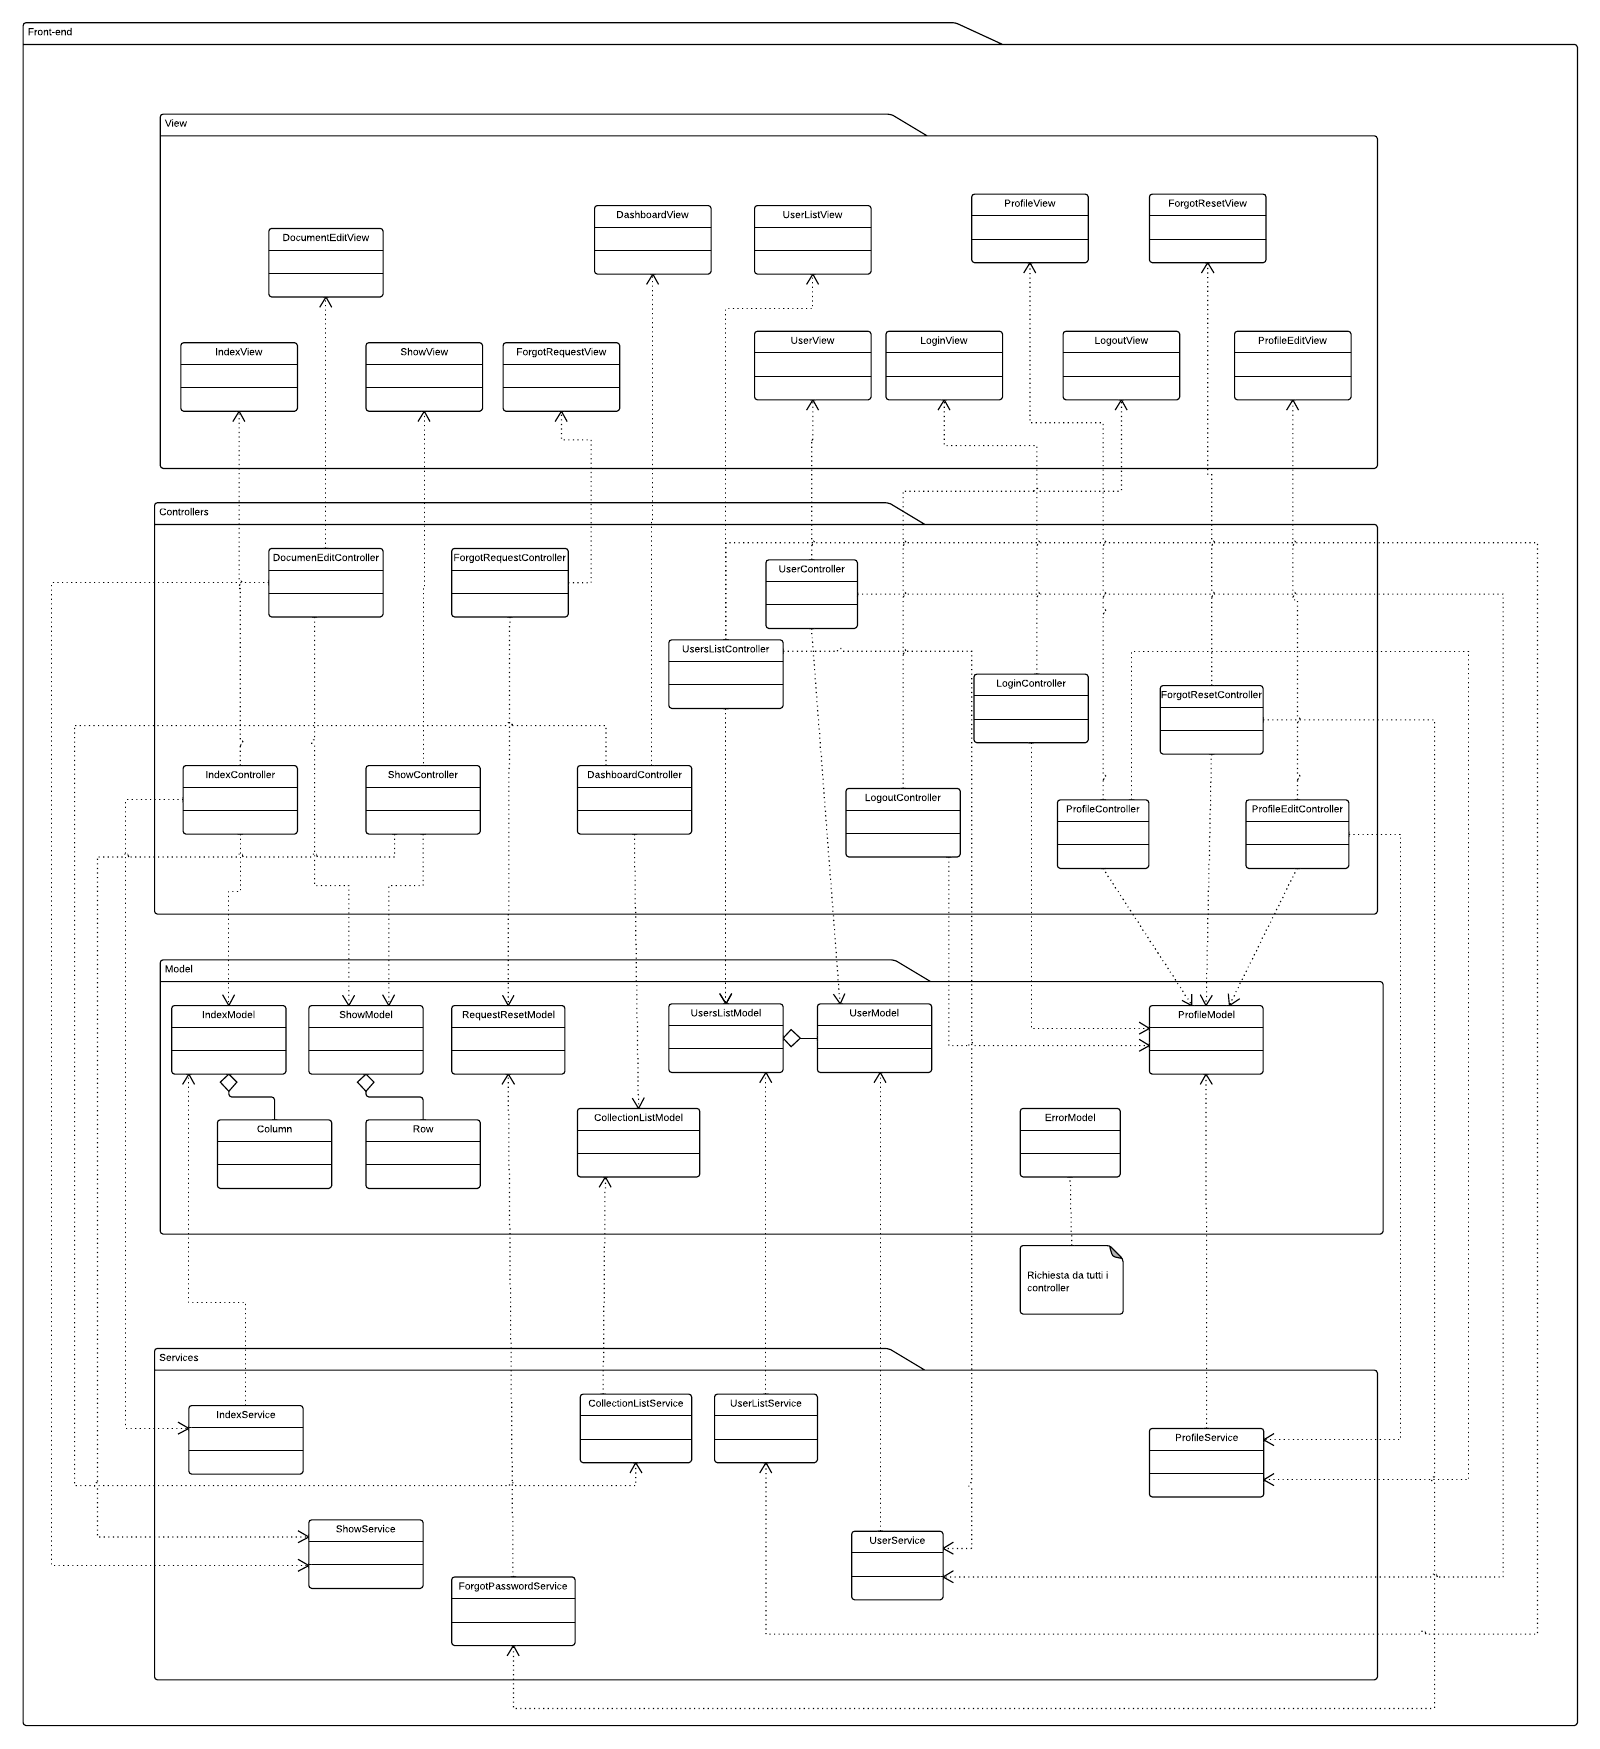 Front-end
View
ProfileView
ForgotResetView
DashboardView
UserListView
DocumentEditView
UserView
LoginView
LogoutView
ProfileEditView
IndexView
ShowView
ForgotRequestView
Controllers
DocumenEditController
ForgotRequestController
UserController
UsersListController
LoginController
ForgotResetController
IndexController
ShowController
DashboardController
LogoutController
ProfileController
ProfileEditController
Model
IndexModel
ShowModel
RequestResetModel
UsersListModel
UserModel
ProfileModel
Column
Row
CollectionListModel
ErrorModel
Richiesta da tutti i
controller
Services
IndexService
CollectionListService
UserListService
ProfileService
ShowService
UserService
ForgotPasswordService